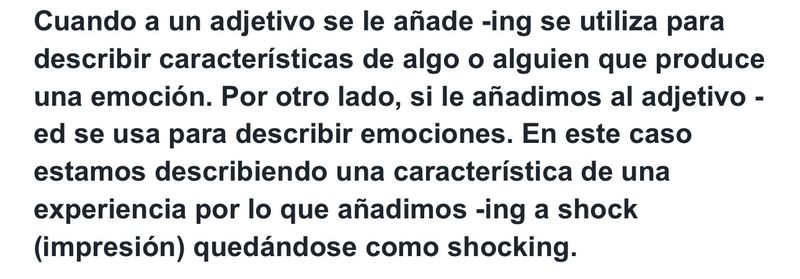 Cuando a un adjetivo se le añade -ing se utiliza para
describir características de algo o alguien que produce
una emoción. Por otro lado, si le añadimos al adjetivo -
ed se usa para describir emociones. En este caso
estamos describiendo una característica de una
experiencia por lo que añadimos -ing a shock
(impresión) quedándose como shocking.